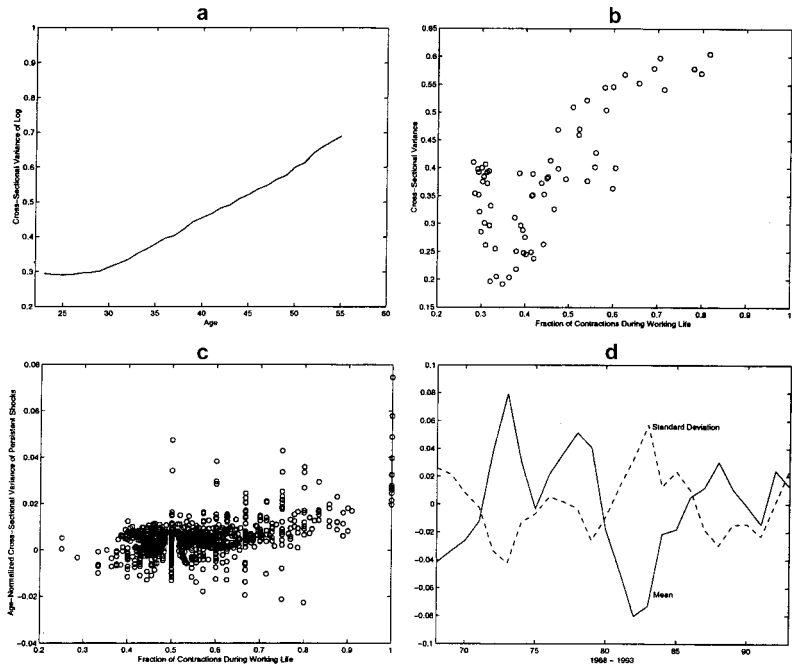 a
1
0.9
0.8
0.7
0.6
0.5
0.4
0.3
0.2
Cross-Sectional Variance of Log
25 30 35 40 45 50 55 60
Age
b
0.65
0.6
0.55
0.5
0.45
0.4
0.35
0.3
0.25
0.2
0.15
Cross-Sectional Variance
0.2 0.3 0.4 0.5 0.6 0.7 0.8 0.9 1
Fraction of Contractions During Working Life
c
0.08
0.06
0.04
0.02
0
-0.02
-0.04
Age-Normalized Cross-Sectional Variance of Persistent Shocks
0.2 0.3 0.4 0.5 0.6 0.7 0.8 0.9 1
Fraction of Contractions During Working Life
d
0.1
0.08
0.06
0.04
0.02
0
-0.02
-0.04
-0.06
-0.08
-0.1
Standard Deviation
Mean
70 75 80 85 90
1968 - 1993